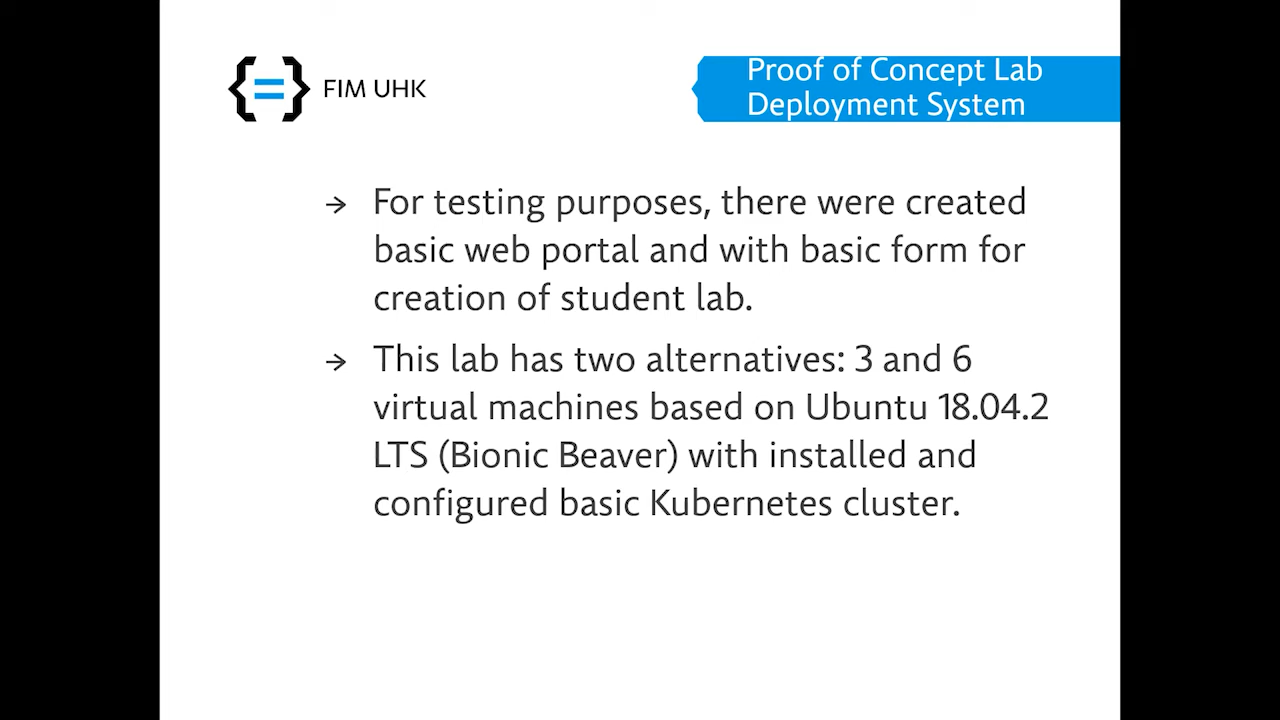 {=} FIM UHK
Proof of Concept Lab
Deployment System
→ For testing purposes, there were created
basic web portal and with basic form for
creation of student lab.
→ This lab has two alternatives: 3 and 6
virtual machines based on Ubuntu 18.04.2
LTS (Bionic Beaver) with installed and
configured basic Kubernetes cluster.